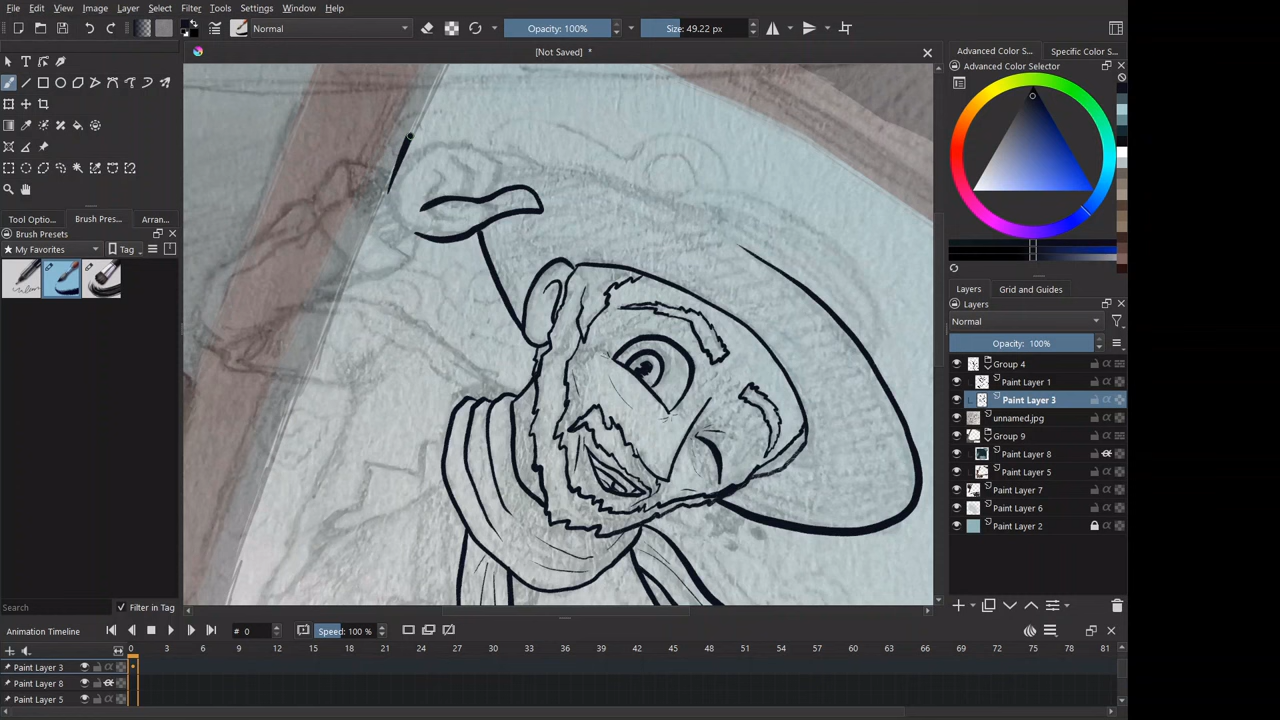 File Edit View Image Layer Select Filter Tools Settings Window Help
Normal
Opacity: 100%
Size: 49.22 px
[Not Saved] *
Advanced Color S...
Specific Color S...
Advanced Color Selector
Tool Optio...
Brush Pres...
Arran...
Brush Presets
My Favorites
Tag
Layers
Grid and Guides
Layers
Normal
Opacity: 100%
Group 4
Paint Layer 1
Paint Layer 3
unnamed.jpg
Group 9
Paint Layer 8
Paint Layer 5
Paint Layer 7
Paint Layer 6
Paint Layer 2
Search
Filter in Tag
Animation Timeline
# 0
Speed: 100 %
0 3 6 9 12 15 18 21 24 27 30 33 36 39 42 45 48 51 54 57 60 63 66 69 72 75 78 81
Paint Layer 3
Paint Layer 8
Paint Layer 5